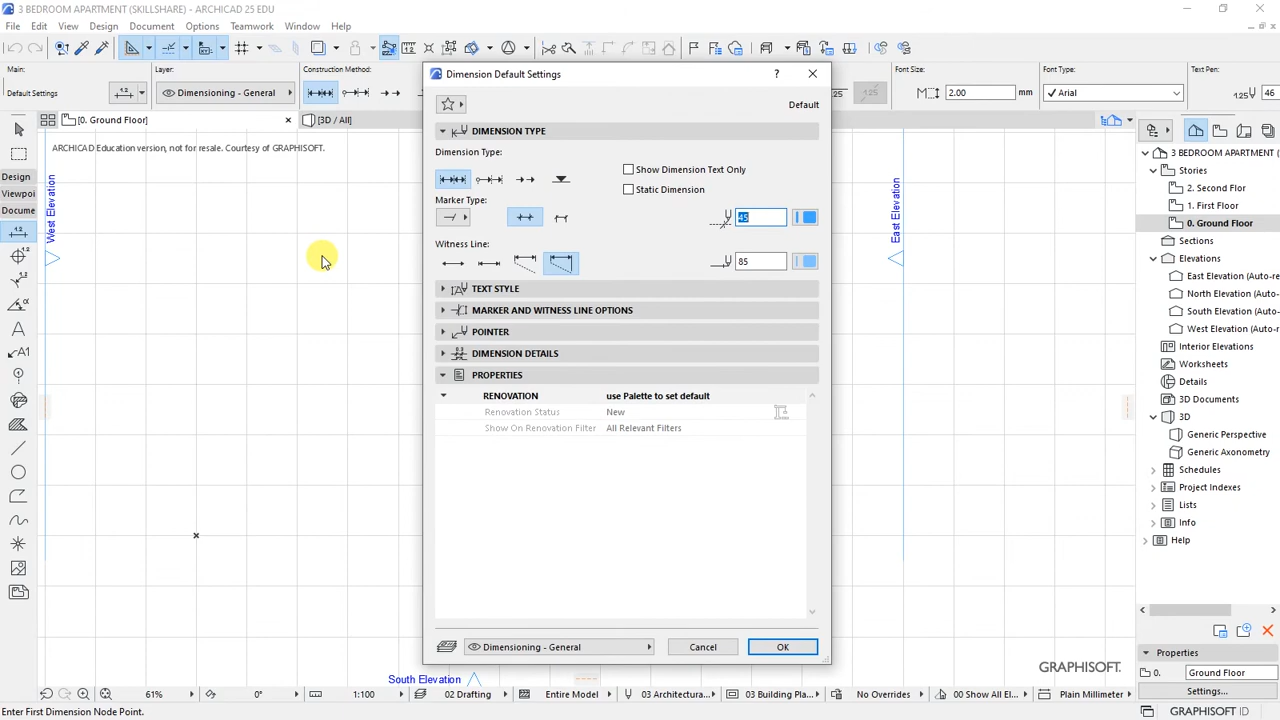 3 BEDROOM APARTMENT (SKILLSHARE) - ARCHICAD 25 EDU
File Edit View Design Document Options Teamwork Window Help
Main:
Default Settings
Layer:
Dimensioning - General
Construction Method:
Font Size:
2.00 mm
Font Type:
Arial
Text Pen:
46
[0. Ground Floor]
[3D / All]
ARCHICAD Education version, not for resale. Courtesy of GRAPHISOFT.
Design
Viewpoi
Docume
West Elevation
East Elevation
South Elevation
Dimension Default Settings
Default
DIMENSION TYPE
Dimension Type:
Show Dimension Text Only
Static Dimension
Marker Type:
45
Witness Line:
85
TEXT STYLE
MARKER AND WITNESS LINE OPTIONS
POINTER
DIMENSION DETAILS
PROPERTIES
RENOVATION use Palette to set default
Renovation Status New
Show On Renovation Filter All Relevant Filters
Dimensioning - General
Cancel
OK
3 BEDROOM APARTMENT (
Stories
2. Second Flor
1. First Floor
0. Ground Floor
Sections
Elevations
East Elevation (Auto-re
North Elevation (Auto-
South Elevation (Auto-
West Elevation (Auto-r
Interior Elevations
Worksheets
Details
3D Documents
3D
Generic Perspective
Generic Axonometry
Schedules
Project Indexes
Lists
Info
Help
Properties
0. Ground Floor
Settings...
GRAPHISOFT.
61% 0° 1:100 02 Drafting Entire Model 03 Architectura... 03 Building Pla... No Overrides 00 Show All El... Plain Millimeter
Enter First Dimension Node Point.
GRAPHISOFT ID